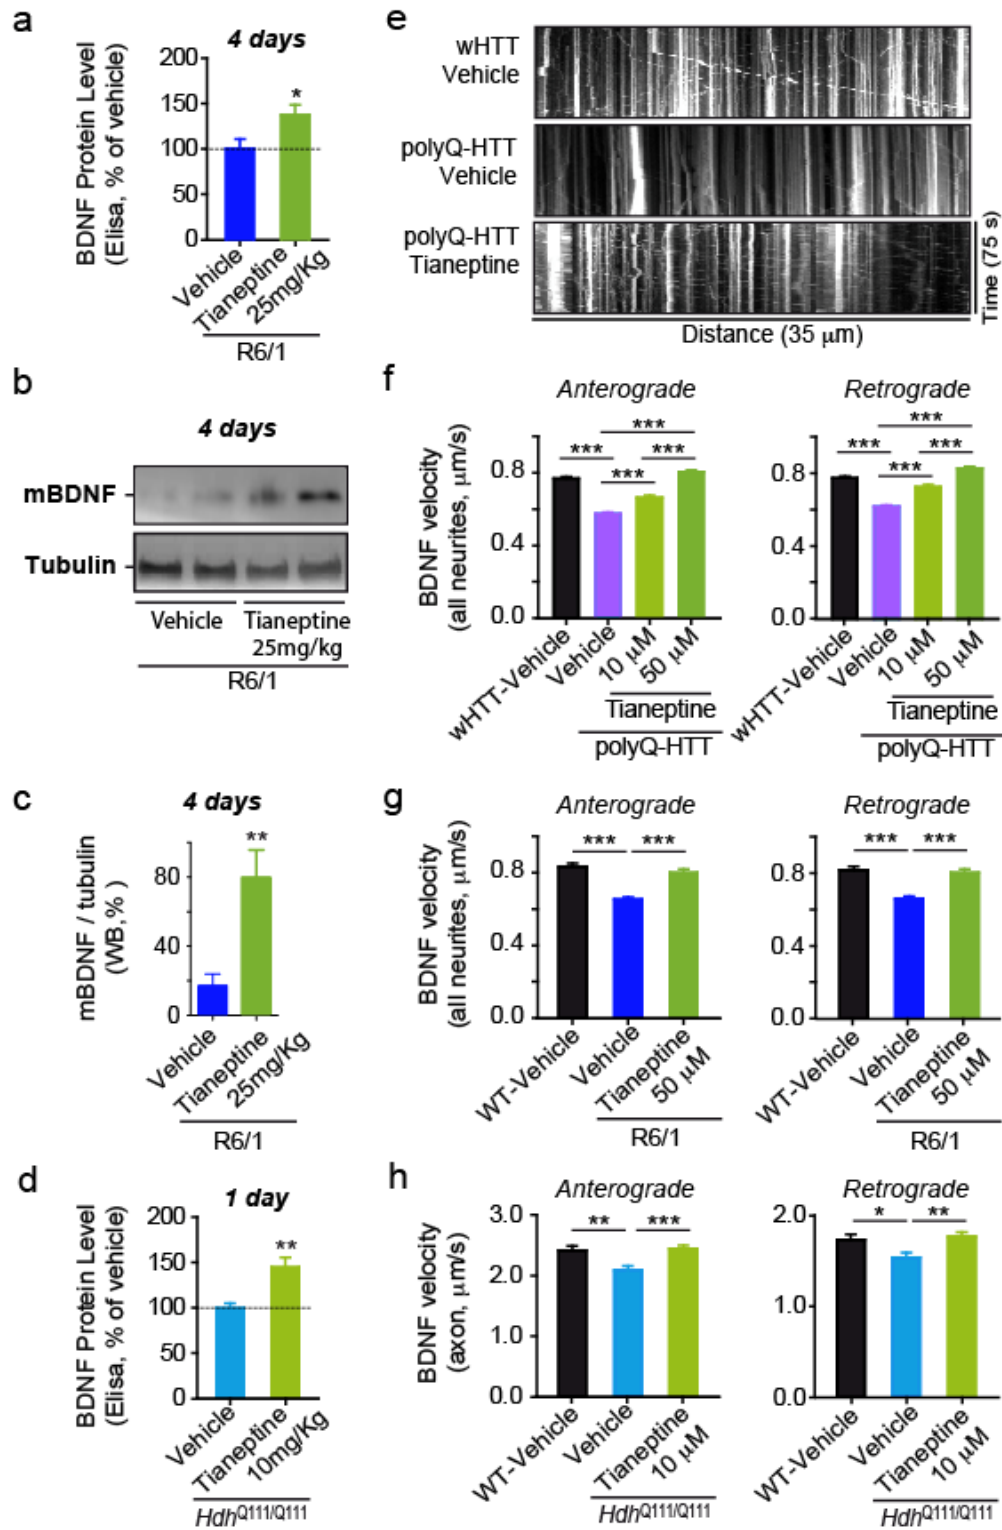 a
4 days
BDNF Protein Level
(Elisa, % of vehicle)
200
150
100
50
0
*
Vehicle
Tianeptine
25mg/Kg
R6/1
b
4 days
mBDNF
Tubulin
Vehicle
Tianeptine
25mg/kg
R6/1
c
4 days
mBDNF / tubulin
(WB,%)
80
40
0
**
Vehicle
Tianeptine
25mg/Kg
R6/1
d
1 day
BDNF Protein Level
(Elisa, % of vehicle)
200
150
100
50
0
**
Vehicle
Tianeptine
10mg/Kg
Hdh^Q111/Q111
e
wHTT
Vehicle
polyQ-HTT
Vehicle
polyQ-HTT
Tianeptine
Time (75 s)
Distance (35 μm)
f
Anterograde
BDNF velocity
(all neurites, μm/s)
0.8
0.4
0.0
***
***
***
***
wHTT-Vehicle
Vehicle
10 μM
50 μM
Tianeptine
polyQ-HTT
Retrograde
0.8
0.4
0.0
***
***
***
***
wHTT-Vehicle
Vehicle
10 μM
50 μM
Tianeptine
polyQ-HTT
g
Anterograde
BDNF velocity
(all neurites, μm/s)
0.8
0.4
0.0
***
***
WT-Vehicle
Vehicle
Tianeptine
50 μM
R6/1
Retrograde
0.8
0.4
0.0
***
***
WT-Vehicle
Vehicle
Tianeptine
50 μM
R6/1
h
Anterograde
BDNF velocity
(axon, μm/s)
3.0
2.0
1.0
0.0
**
***
WT-Vehicle
Vehicle
Tianeptine
10 μM
Hdh^Q111/Q111
Retrograde
2.0
1.0
0.0
*
**
WT-Vehicle
Vehicle
Tianeptine
10 μM
Hdh^Q111/Q111